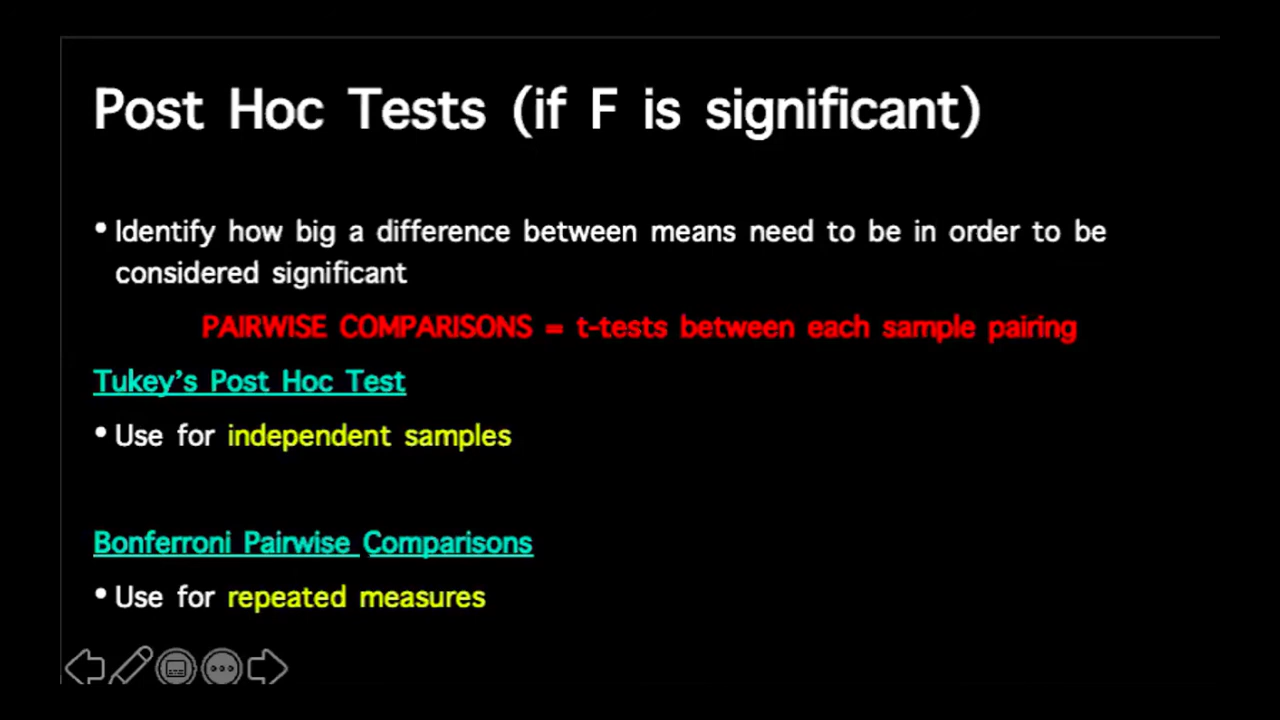 Post Hoc Tests (if F is significant)
• Identify how big a difference between means need to be in order to be
considered significant
PAIRWISE COMPARISONS = t-tests between each sample pairing
Tukey’s Post Hoc Test
• Use for independent samples
Bonferroni Pairwise Comparisons
• Use for repeated measures